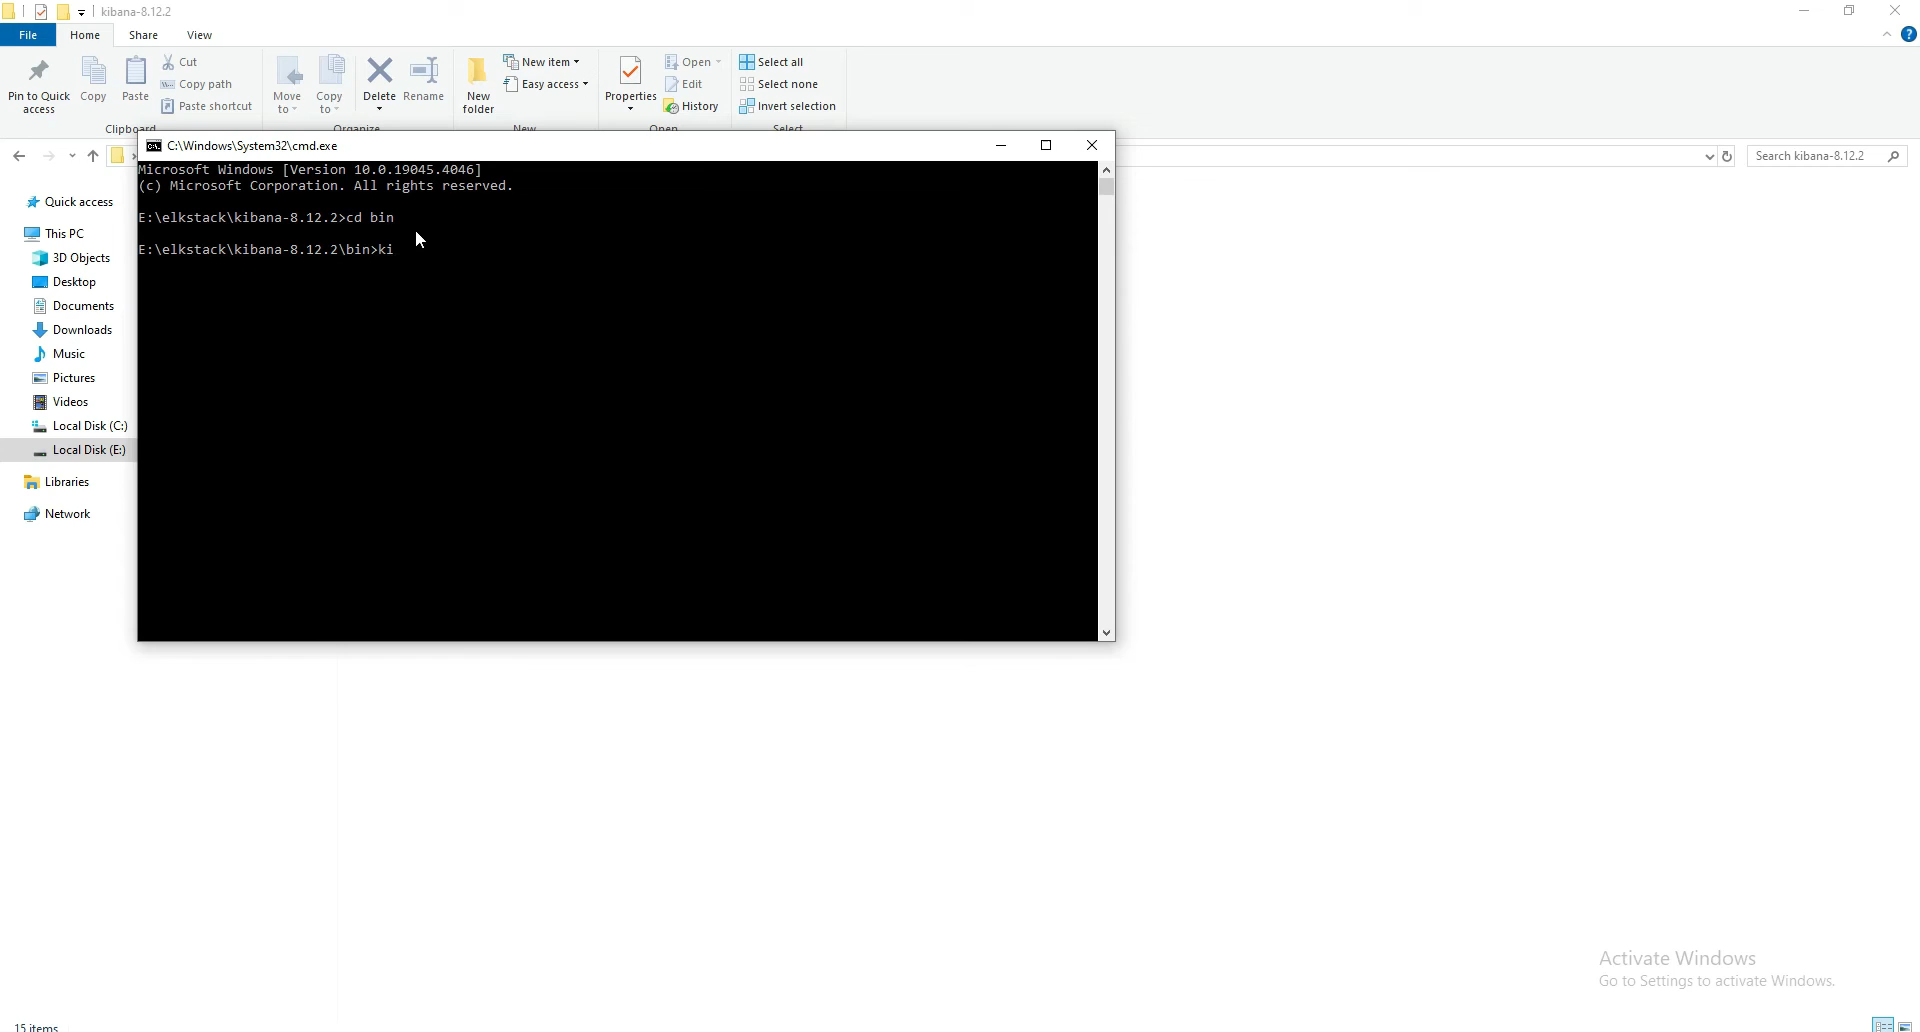 kibana-8.12.2
File Home Share View
Pin to Quick access
Copy
Paste
Cut
Copy path
Paste shortcut
Clipboard
Move to
Copy to
Delete
Rename
Organize
New folder
New item
Easy access
New
Properties
Open
Edit
History
Open
Select all
Select none
Invert selection
Select
Search kibana-8.12.2
C:\Windows\System32\cmd.exe
Microsoft Windows [Version 10.0.19045.4046]
(c) Microsoft Corporation. All rights reserved.
E:\elkstack\kibana-8.12.2>cd bin
E:\elkstack\kibana-8.12.2\bin>ki
Quick access
This PC
3D Objects
Desktop
Documents
Downloads
Music
Pictures
Videos
Local Disk (C:)
Local Disk (E:)
Libraries
Network
Activate Windows
Go to Settings to activate Windows.
15 items